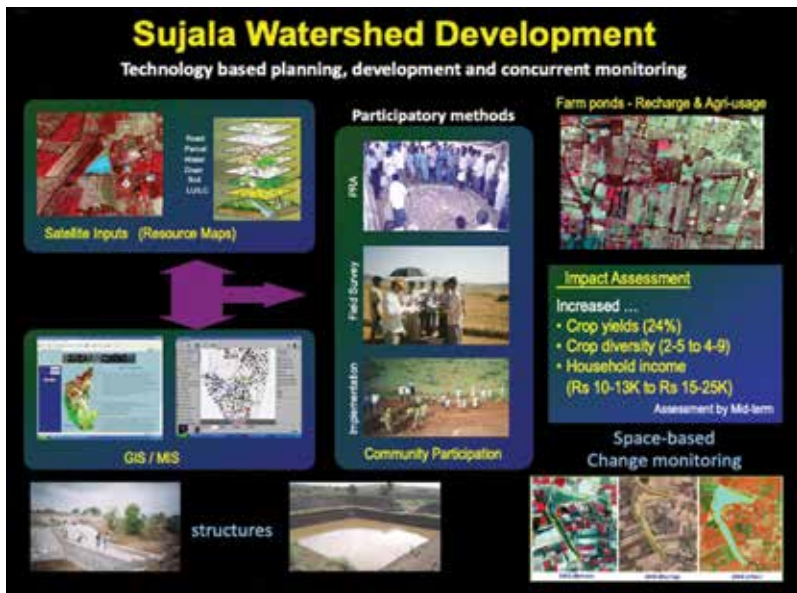 Sujala Watershed Development
Technology based planning, development and concurrent monitoring
Road
Parcel
Water
Drain
Soil
LU/LC
Satellite Inputs (Resource Maps)
GIS / MIS
Participatory methods
PRA
Field Survey
Implementation
Community Participation
Farm ponds - Recharge & Agri-usage
Impact Assessment
Increased ...
• Crop yields (24%)
• Crop diversity (2-5 to 4-9)
• Household income
(Rs 10-13K to Rs 15-25K)
Assessment by Mid-term
Space-based
Change monitoring
structures